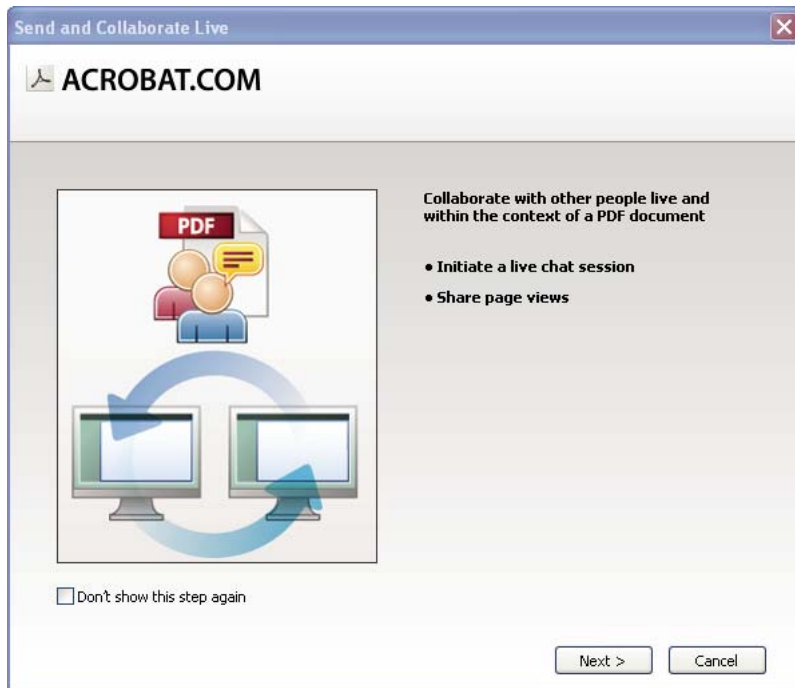 Send and Collaborate Live
ACROBAT.COM
PDF
Collaborate with other people live and
within the context of a PDF document
• Initiate a live chat session
• Share page views
Don't show this step again
Next >
Cancel